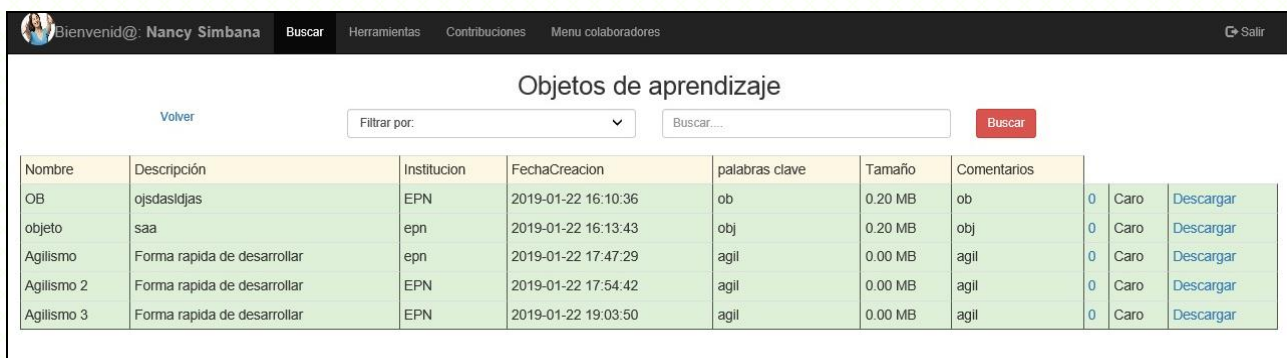 Bienvenid@: Nancy Simbana Buscar Herramientas Contribuciones Menu colaboradores Salir
Objetos de aprendizaje
Volver Filtrar por: Buscar.... Buscar
Nombre Descripción Institucion FechaCreacion palabras clave Tamaño Comentarios
OB ojsdasldjas EPN 2019-01-22 16:10:36 ob 0.20 MB ob 0 Caro Descargar
objeto saa epn 2019-01-22 16:13:43 obj 0.20 MB obj 0 Caro Descargar
Agilismo Forma rapida de desarrollar epn 2019-01-22 17:47:29 agil 0.00 MB agil 0 Caro Descargar
Agilismo 2 Forma rapida de desarrollar EPN 2019-01-22 17:54:42 agil 0.00 MB agil 0 Caro Descargar
Agilismo 3 Forma rapida de desarrollar EPN 2019-01-22 19:03:50 agil 0.00 MB agil 0 Caro Descargar